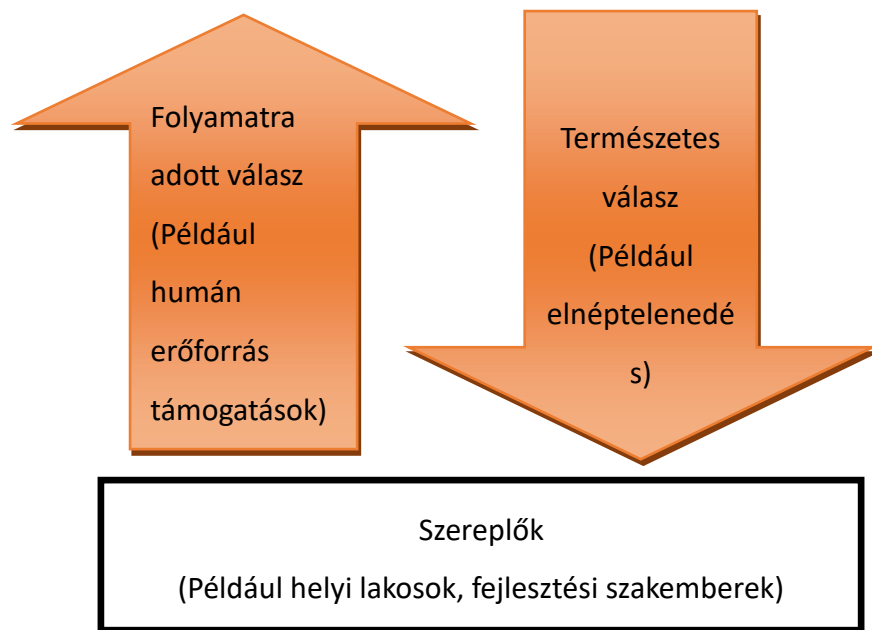 Folyamatra
adott válasz
(Például
humán
erőforrás
támogatások)
Természetes
válasz
(Például
elnéptelenedé
s)
Szereplők
(Például helyi lakosok, fejlesztési szakemberek)